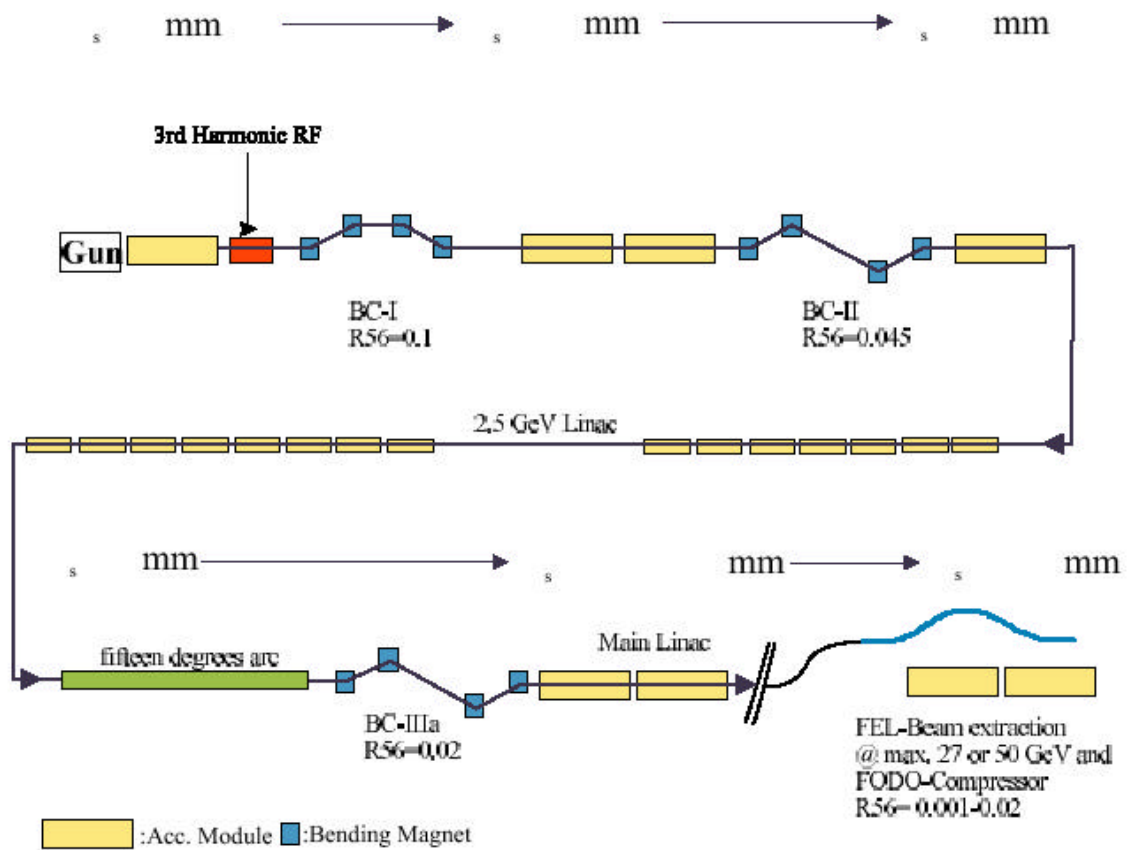 s mm s mm s mm
3rd Harmonic RF
Gun
BC-I
R56=0.1
BC-II
R56=0.045
2.5 GeV Linac
s mm s mm s mm
fifteen degrees arc
Main Linac
BC-IIIa
R56=0.02
FEL-Beam extraction
@ max. 27 or 50 GeV and
FODO-Compressor
R56= 0.001-0.02
:Acc. Module :Bending Magnet